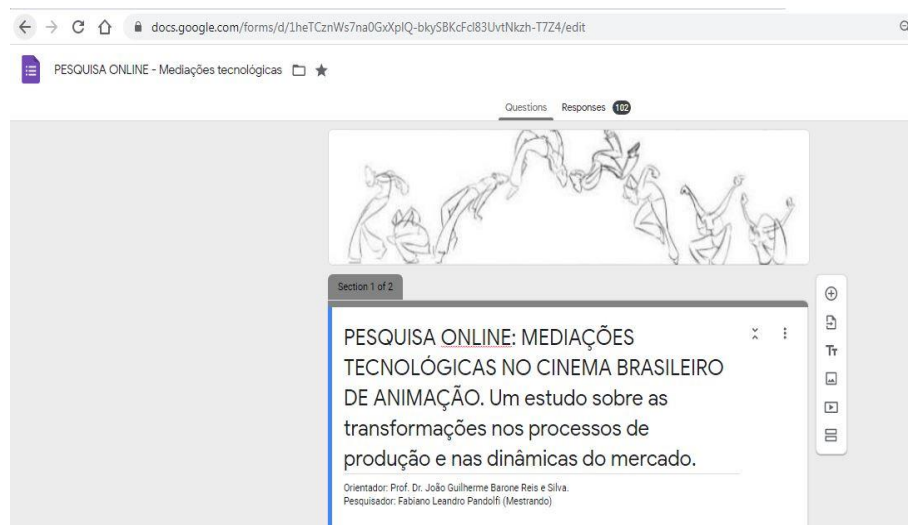 docs.google.com/forms/d/1heTCznWs7na0GxXplQ-bkySBKcFcl83UvtNkzh-T7Z4/edit
PESQUISA ONLINE - Mediações tecnológicas
Questions Responses 102
Section 1 of 2
PESQUISA ONLINE: MEDIAÇÕES
TECNOLÓGICAS NO CINEMA BRASILEIRO
DE ANIMAÇÃO. Um estudo sobre as
transformações nos processos de
produção e nas dinâmicas do mercado.
Tт
Orientador: Prof. Dr. João Guilherme Barone Reis e Silva.
Pesquisador: Fabiano Leandro Pandolfi (Mestrando)